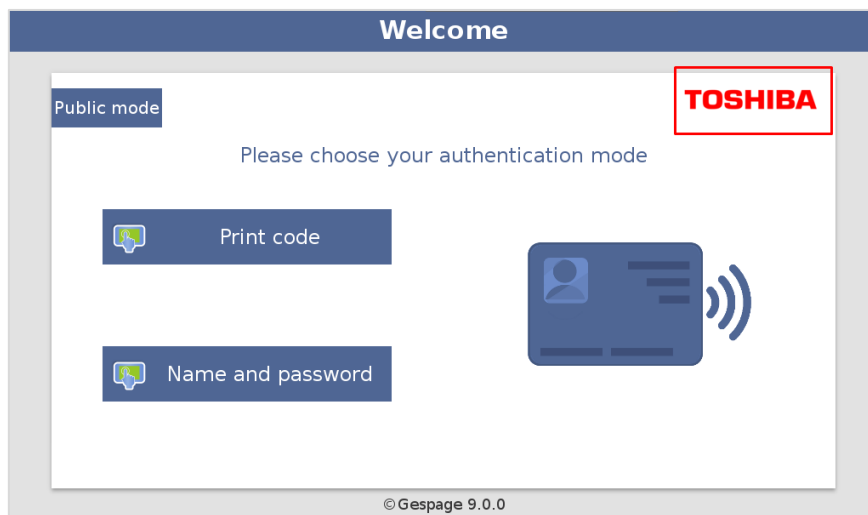 Welcome
Public mode
TOSHIBA
Please choose your authentication mode
Print code
Name and password
© Gespage 9.0.0